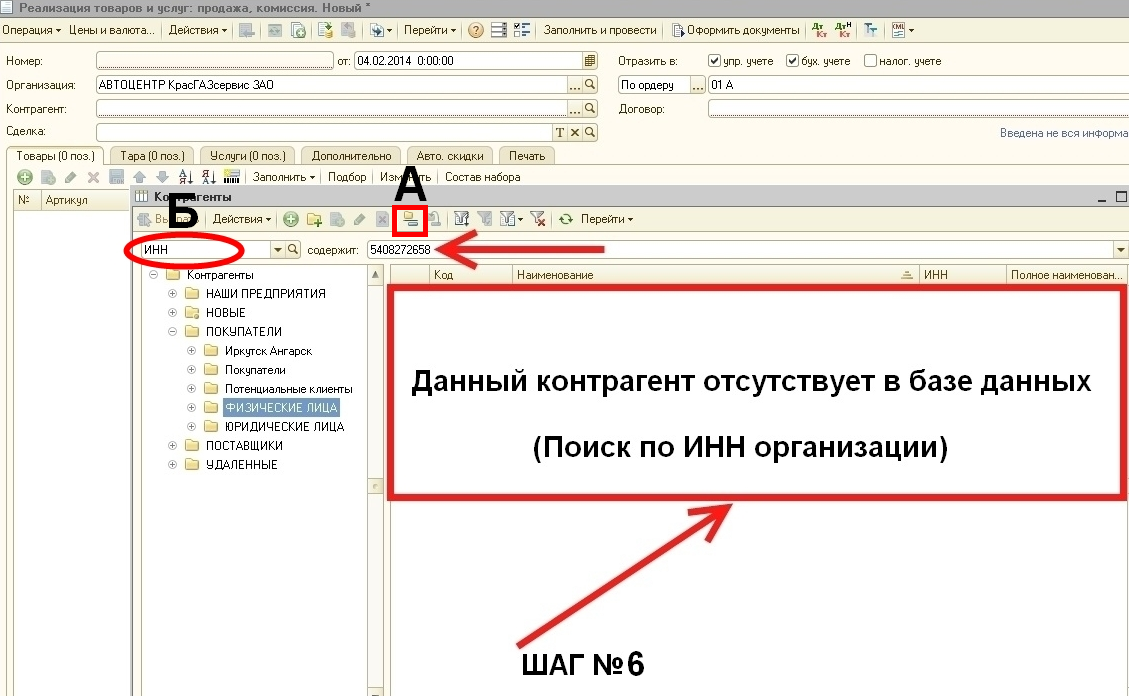 Реализация товаров и услуг: продажа, комиссия. Новый *
Операция Цены и валюта... Действия Перейти Заполнить и провести Оформить документы
Номер: от: 04.02.2014 0:00:00 Отразить в: упр. учете бух. учете налог. учете
Организация: АВТОЦЕНТР КрасГАЗсервис ЗАО ... По ордеру ... 01 А
Контрагент: ... Договор:
Сделка: T Введена не вся информа
Товары (0 поз.) Тара (0 поз.) Услуги (0 поз.) Дополнительно Авто. скидки Печать
Заполнить Подбор Изменить Состав набора
А
№ Артикул
Контрагенты
Б
Выбрать Действия Перейти
ИНН содержит: 5408272658
Контрагенты
Код Наименование ИНН Полное наименован...
НАШИ ПРЕДПРИЯТИЯ
НОВЫЕ
ПОКУПАТЕЛИ
Иркутск Ангарск
Покупатели
Потенциальные клиенты
ФИЗИЧЕСКИЕ ЛИЦА
ЮРИДИЧЕСКИЕ ЛИЦА
ПОСТАВЩИКИ
УДАЛЕННЫЕ
Данный контрагент отсутствует в базе данных
(Поиск по ИНН организации)
ШАГ №6